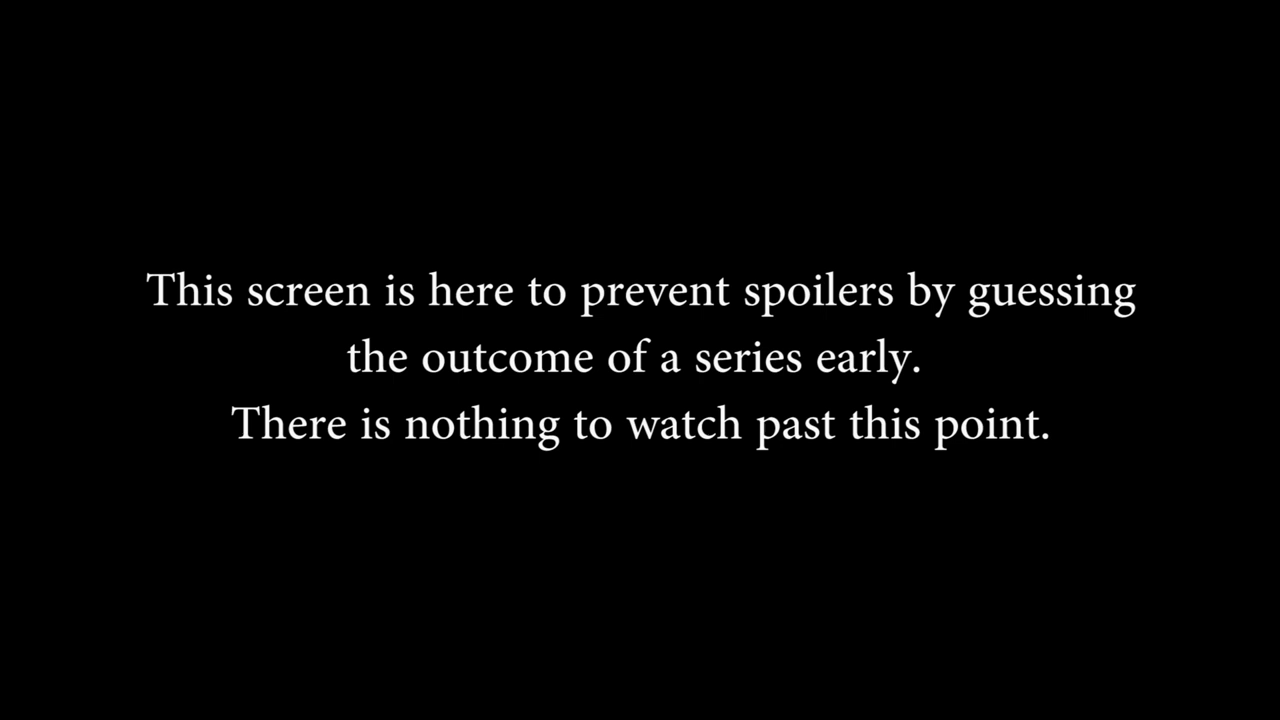 This screen is here to prevent spoilers by guessing
the outcome of a series early.
There is nothing to watch past this point.